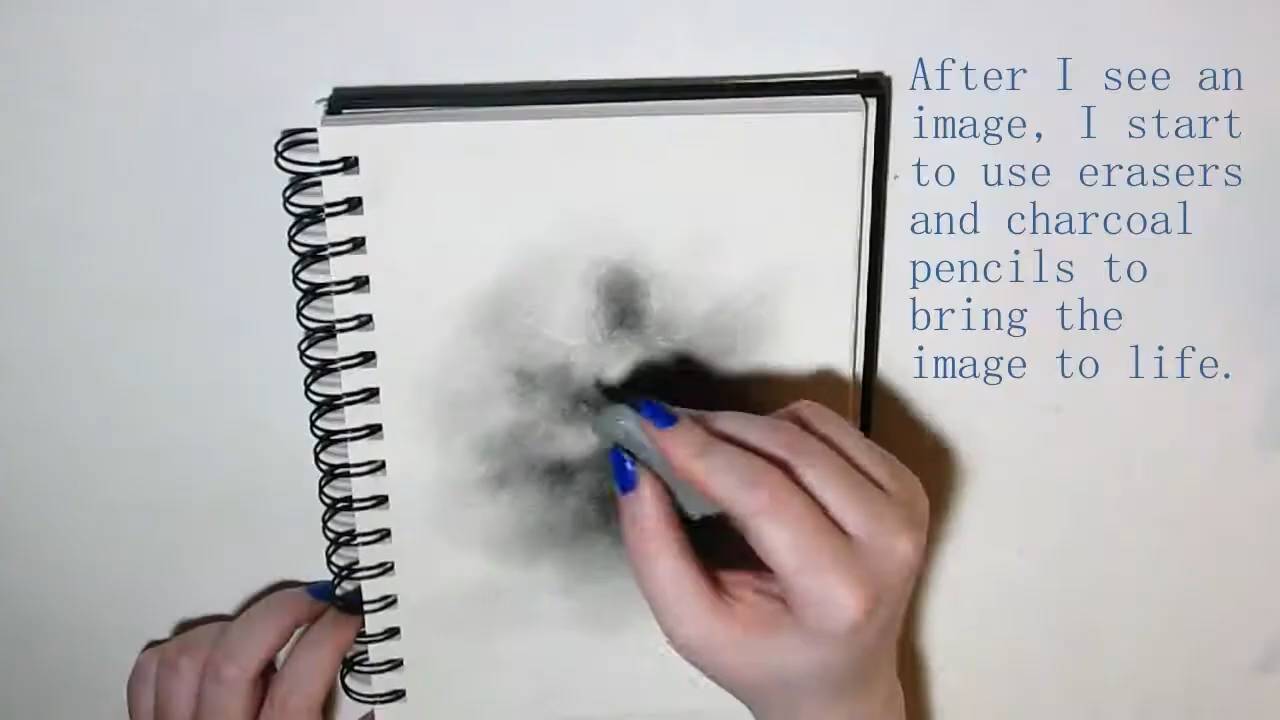 After I see an
image, I start
to use erasers
and charcoal
pencils to
bring the
image to life.